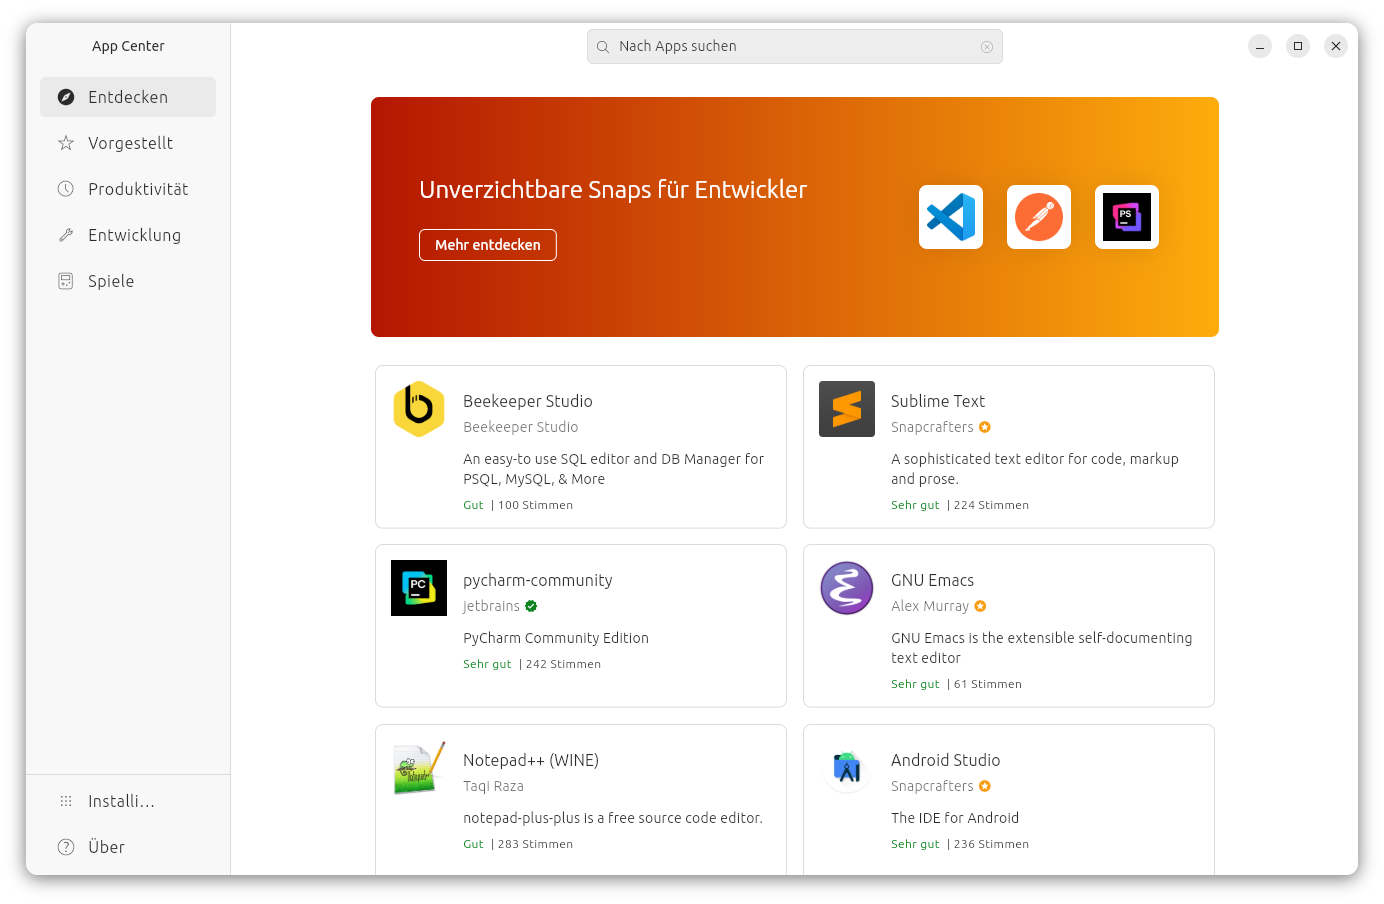 App Center
Nach Apps suchen
Entdecken
Vorgestellt
Produktivität
Entwicklung
Spiele
Installi...
Über
Unverzichtbare Snaps für Entwickler
Mehr entdecken
PS
Beekeeper Studio
Beekeeper Studio
An easy-to use SQL editor and DB Manager for
PSQL, MySQL, & More
Gut | 100 Stimmen
Sublime Text
Snapcrafters
A sophisticated text editor for code, markup
and prose.
Sehr gut | 224 Stimmen
PC
pycharm-community
jetbrains
PyCharm Community Edition
Sehr gut | 242 Stimmen
GNU Emacs
Alex Murray
GNU Emacs is the extensible self-documenting
text editor
Sehr gut | 61 Stimmen
Notepad++ (WINE)
Taqi Raza
notepad-plus-plus is a free source code editor.
Gut | 283 Stimmen
Android Studio
Snapcrafters
The IDE for Android
Sehr gut | 236 Stimmen